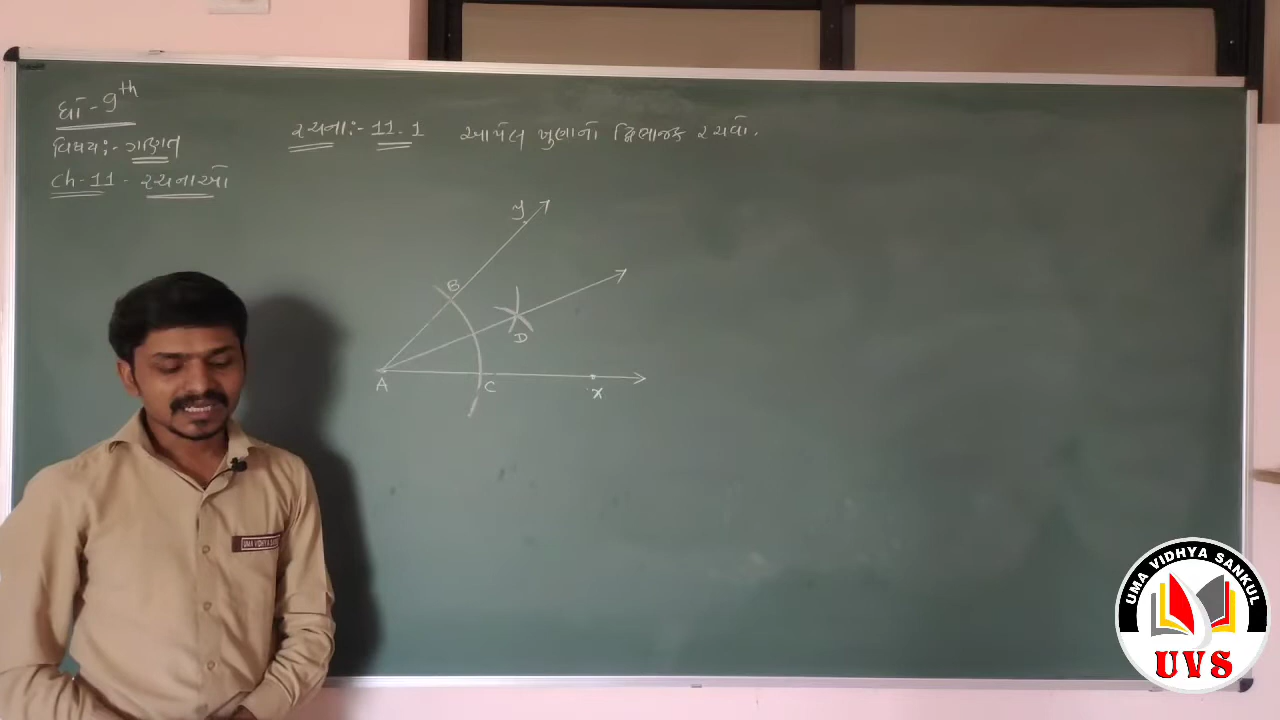 ધો - 9th
વિષય:- ગણિત
Ch-11 - રચનાઓ
રચના:- 11.1 આપેલ ખુણાનો દ્વિભાજક રચવો.
y
B
D
A
C
x
UMA VIDHYA SANKUL
UVS